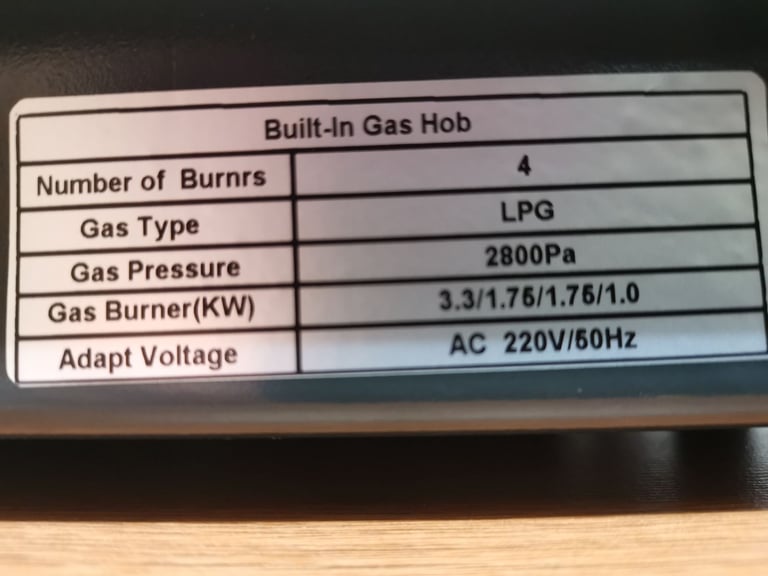 Built-In Gas Hob
Number of Burnrs 4
Gas Type LPG
Gas Pressure 2800Pa
Gas Burner(KW) 3.3/1.75/1.75/1.0
Adapt Voltage AC 220V/50Hz